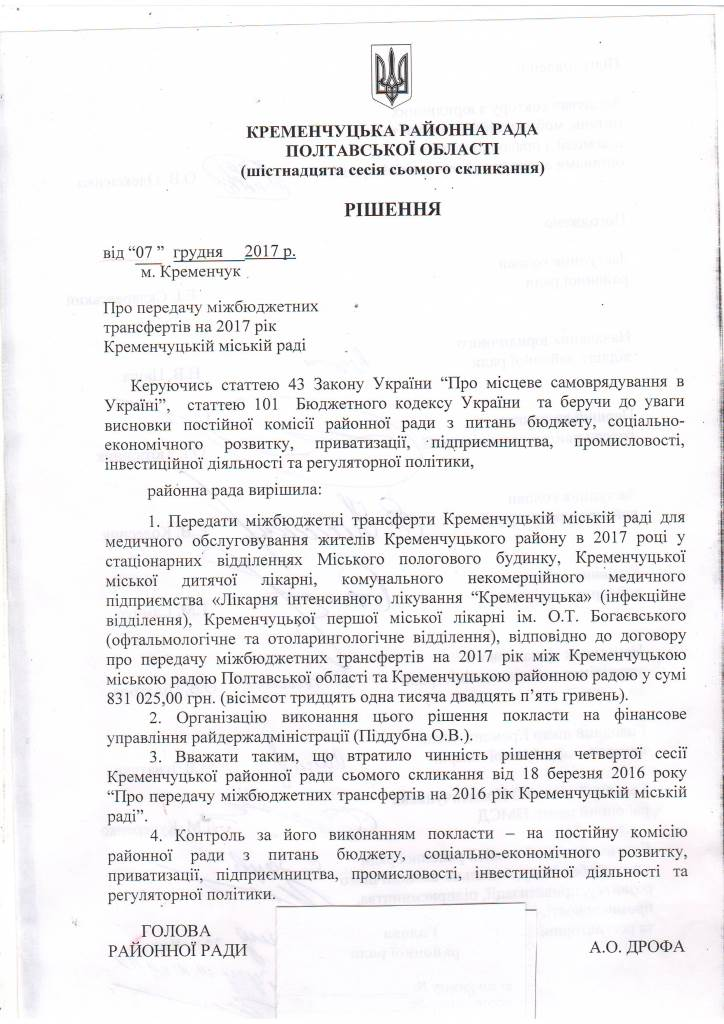 КРЕМЕНЧУЦЬКА РАЙОННА РАДА
ПОЛТАВСЬКОЇ ОБЛАСТІ
(шістнадцята сесія сьомого скликання)
РІШЕННЯ
від “07 ” грудня 2017 р.
м. Кременчук
Про передачу міжбюджетних
трансфертів на 2017 рік
Кременчуцькій міській раді
Керуючись статтею 43 Закону України “Про місцеве самоврядування в
Україні”, статтею 101 Бюджетного кодексу України та беручи до уваги
висновки постійної комісії районної ради з питань бюджету, соціально-
економічного розвитку, приватизації, підприємництва, промисловості,
інвестиційної діяльності та регуляторної політики,
районна рада вирішила:
1. Передати міжбюджетні трансферти Кременчуцькій міській раді для
медичного обслуговування жителів Кременчуцького району в 2017 році у
стаціонарних відділеннях Міського пологового будинку, Кременчуцької
міської дитячої лікарні, комунального некомерційного медичного
підприємства «Лікарня інтенсивного лікування “Кременчуцька» (інфекційне
відділення), Кременчуцької першої міської лікарні ім. О.Т. Богаєвського
(офтальмологічне та отоларингологічне відділення), відповідно до договору
про передачу міжбюджетних трансфертів на 2017 рік між Кременчуцькою
міською радою Полтавської області та Кременчуцькою районною радою у сумі
831 025,00 грн. (вісімсот тридцять одна тисяча двадцять п’ять гривень).
2. Організацію виконання цього рішення покласти на фінансове
управління райдержадміністрації (Піддубна О.В.).
3. Вважати таким, що втратило чинність рішення четвертої сесії
Кременчуцької районної ради сьомого скликання від 18 березня 2016 року
“Про передачу міжбюджетних трансфертів на 2016 рік Кременчуцькій міській
раді”.
4. Контроль за його виконанням покласти – на постійну комісію
районної ради з питань бюджету, соціально-економічного розвитку,
приватизації, підприємництва, промисловості, інвестиційної діяльності та
регуляторної політики.
ГОЛОВА
РАЙОННОЇ РАДИ А.О. ДРОФА